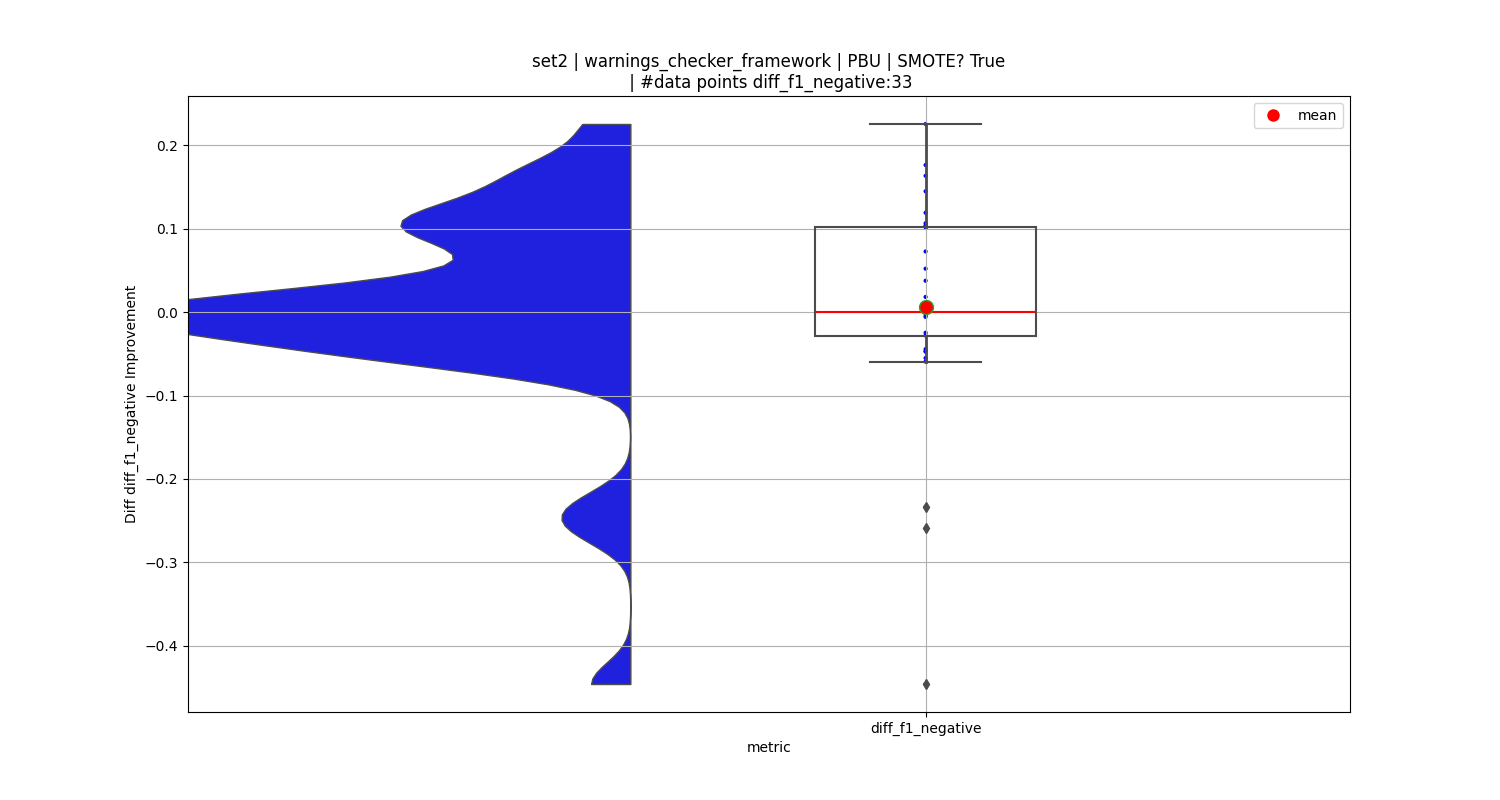 set2 | warnings_checker_framework | PBU | SMOTE? True
| #data points diff_f1_negative:33
mean
0.2
0.1
0.0
−0.1
−0.2
−0.3
−0.4
Diff diff_f1_negative Improvement
diff_f1_negative
metric